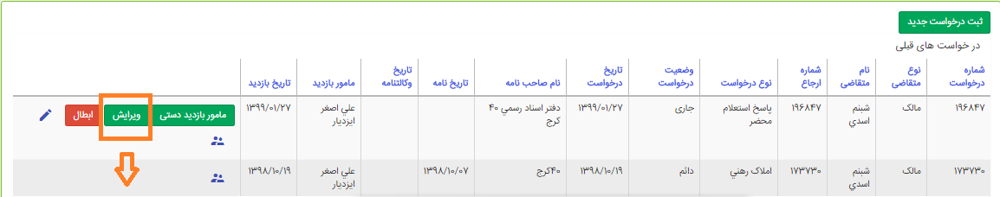 ثبت درخواست جدید
در خواست های قبلی
شماره درخواست نوع متقاضی نام متقاضی شماره ارجاع نوع درخواست وضعیت درخواست تاریخ درخواست نام صاحب نامه تاریخ نامه تاریخ وکالتنامه مامور بازدید تاریخ بازدید
۱۹۶۸۴۷ مالک شبنم اسدي ۱۹۶۸۴۷ پاسخ استعلام محضر جاری ۱۳۹۹/۰۱/۲۷ دفتر اسناد رسمي ۴۰ کرج علي اصغر ایزدیار ۱۳۹۹/۰۱/۲۷ مامور بازدید دستی ویرایش ابطال
۱۷۳۷۳۰ مالک شبنم اسدي ۱۷۳۷۳۰ املاک رهني دائم ۱۳۹۸/۱۰/۱۹ ۴۰کرج ۱۳۹۸/۱۰/۰۷ علي اصغر ایزدیار ۱۳۹۸/۱۰/۱۹